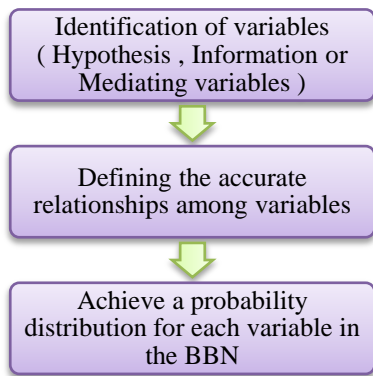 Identification of variables
( Hypothesis , Information or
Mediating variables )
Defining the accurate
relationships among variables
Achieve a probability
distribution for each variable in
the BBN